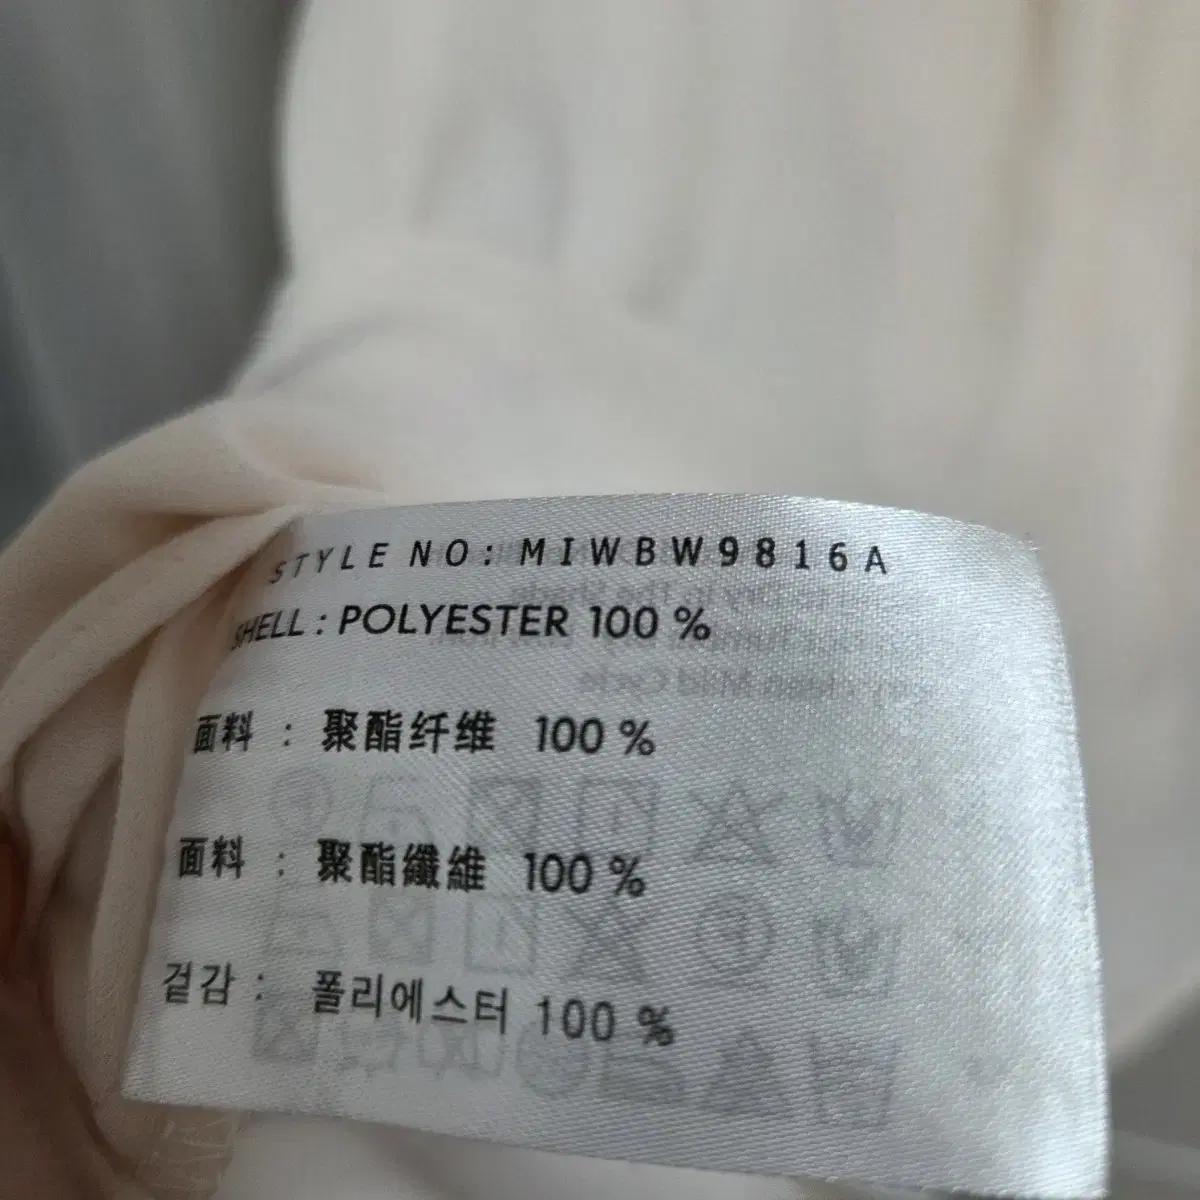 STYLE NO: MIWBW9816A
SHELL : POLYESTER 100 %
面料 : 聚酯纤维 100 %
面料 : 聚酯纖維 100 %
겉감 : 폴리에스터 100 %